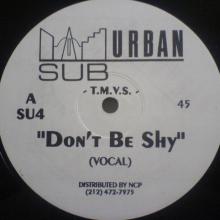 URBAN
SUB
- T.M.V.S. -
A
SU4
45
"DON'T BE SHY"
(VOCAL)
DISTRIBUTED BY NCP
(212) 472-7975